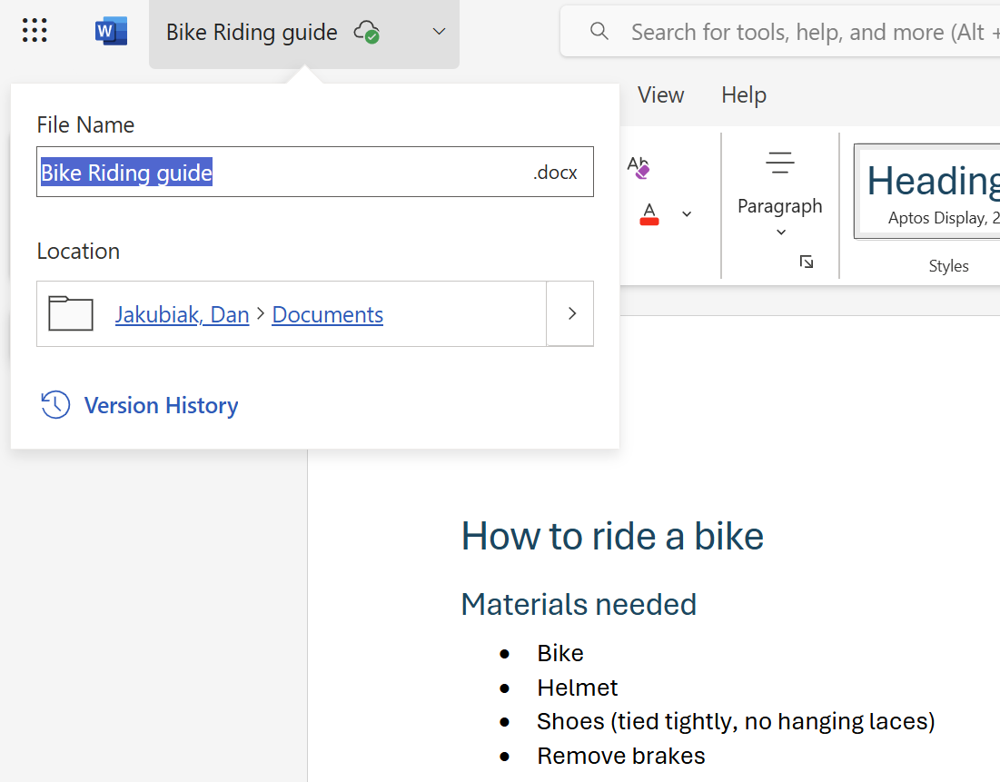 W Bike Riding guide
Search for tools, help, and more (Alt +
File Name
View Help
Bike Riding guide .docx
Location
Jakubiak, Dan > Documents
Version History
Ab
A
Paragraph
Heading
Aptos Display, 2
Styles
How to ride a bike
Materials needed
• Bike
• Helmet
• Shoes (tied tightly, no hanging laces)
• Remove brakes